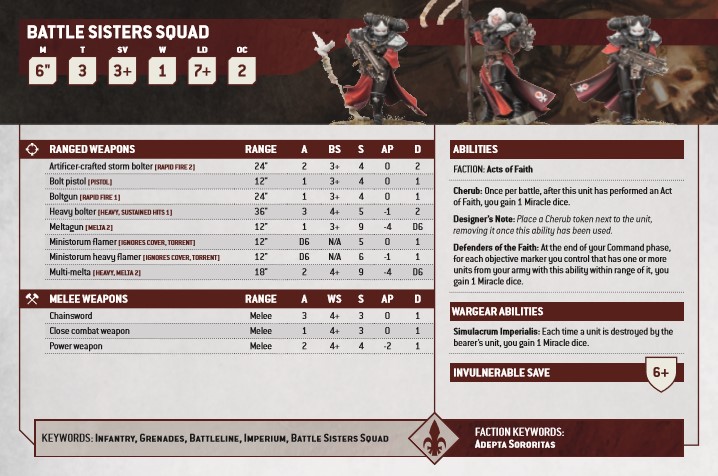 BATTLE SISTERS SQUAD
M T SV W LD OC
6" 3 3+ 1 7+ 2
RANGED WEAPONS RANGE A BS S AP D
Artificer-crafted storm bolter [RAPID FIRE 2] 24" 2 3+ 4 0 2
Bolt pistol [PISTOL] 12" 1 3+ 4 0 1
Boltgun [RAPID FIRE 1] 24" 1 3+ 4 0 1
Heavy bolter [HEAVY, SUSTAINED HITS 1] 36" 3 4+ 5 -1 2
Meltagun [MELTA 2] 12" 1 3+ 9 -4 D6
Ministorum flamer [IGNORES COVER, TORRENT] 12" D6 N/A 5 0 1
Ministorum heavy flamer [IGNORES COVER, TORRENT] 12" D6 N/A 6 -1 1
Multi-melta [HEAVY, MELTA 2] 18" 2 4+ 9 -4 D6
MELEE WEAPONS RANGE A WS S AP D
Chainsword Melee 3 4+ 3 0 1
Close combat weapon Melee 1 4+ 3 0 1
Power weapon Melee 2 4+ 4 -2 1
ABILITIES
FACTION: Acts of Faith
Cherub: Once per battle, after this unit has performed an Act
of Faith, you gain 1 Miracle dice.
Designer's Note: Place a Cherub token next to the unit,
removing it once this ability has been used.
Defenders of the Faith: At the end of your Command phase,
for each objective marker you control that has one or more
units from your army with this ability within range of it, you
gain 1 Miracle dice.
WARGEAR ABILITIES
Simulacrum Imperialis: Each time a unit is destroyed by the
bearer's unit, you gain 1 Miracle dice.
INVULNERABLE SAVE 6+
KEYWORDS: INFANTRY, GRENADES, BATTLELINE, IMPERIUM, BATTLE SISTERS SQUAD
FACTION KEYWORDS:
ADEPTA SORORITAS